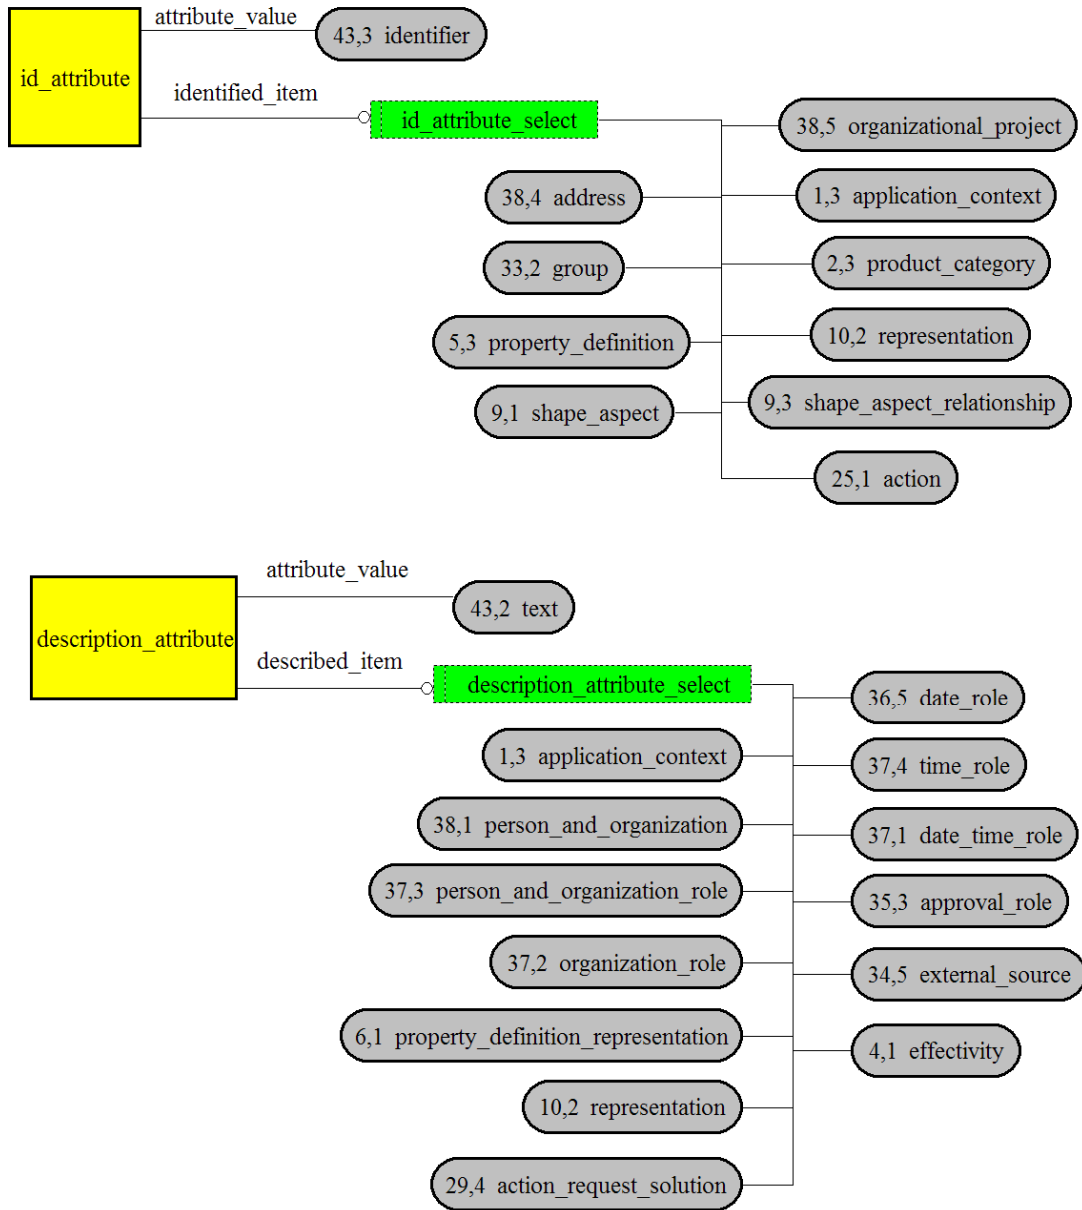 attribute_value
43,3 identifier
id_attribute
identified_item
id_attribute_select
38,5 organizational_project
38,4 address
1,3 application_context
33,2 group
2,3 product_category
5,3 property_definition
10,2 representation
9,1 shape_aspect
9,3 shape_aspect_relationship
25,1 action
attribute_value
43,2 text
description_attribute
described_item
description_attribute_select
36,5 date_role
1,3 application_context
37,4 time_role
38,1 person_and_organization
37,1 date_time_role
37,3 person_and_organization_role
35,3 approval_role
37,2 organization_role
34,5 external_source
6,1 property_definition_representation
4,1 effectivity
10,2 representation
29,4 action_request_solution